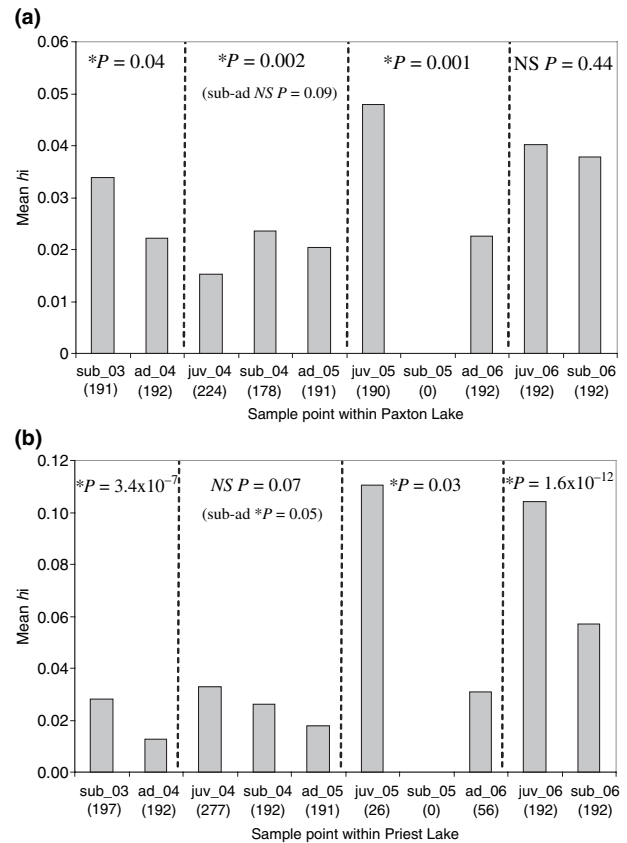 (a)
0.06
0.05
0.04
0.03
0.02
0.01
0
Mean hi
*P = 0.04
*P = 0.002
(sub-ad NS P = 0.09)
*P = 0.001
NS P = 0.44
sub_03 ad_04 juv_04 sub_04 ad_05 juv_05 sub_05 ad_06 juv_06 sub_06
(191) (192) (224) (178) (191) (190) (0) (192) (192) (192)
Sample point within Paxton Lake
(b)
0.12
0.10
0.08
0.06
0.04
0.02
0.00
Mean hi
*P = 3.4x10⁻⁷
NS P = 0.07
(sub-ad *P = 0.05)
*P = 0.03
*P = 1.6x10⁻¹²
sub_03 ad_04 juv_04 sub_04 ad_05 juv_05 sub_05 ad_06 juv_06 sub_06
(197) (192) (277) (192) (191) (26) (0) (56) (192) (192)
Sample point within Priest Lake